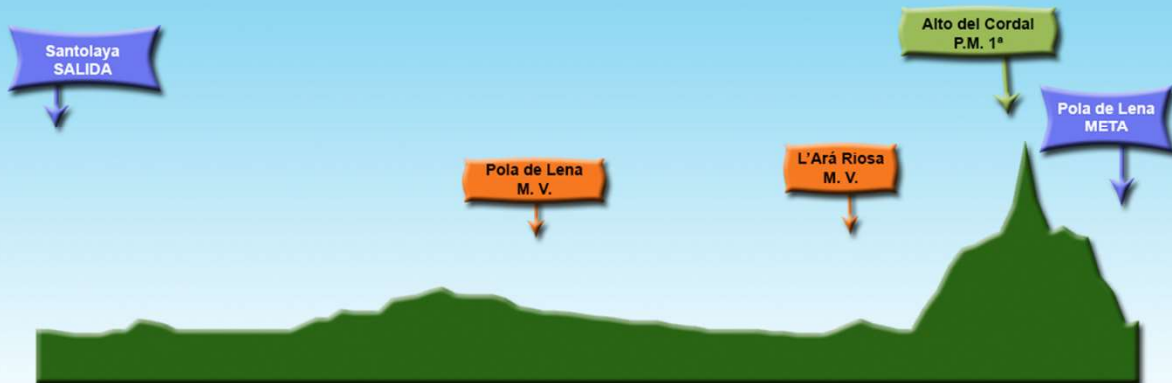 Santolaya
SALIDA
Pola de Lena
M. V.
L'Ará Riosa
M. V.
Alto del Cordal
P.M. 1ª
Pola de Lena
META